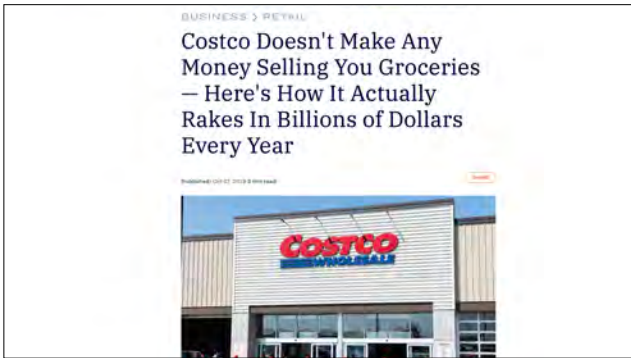 BUSINESS > RETAIL
Costco Doesn't Make Any
Money Selling You Groceries
— Here's How It Actually
Rakes In Billions of Dollars
Every Year
Published:
COSTCO
WHOLESALE